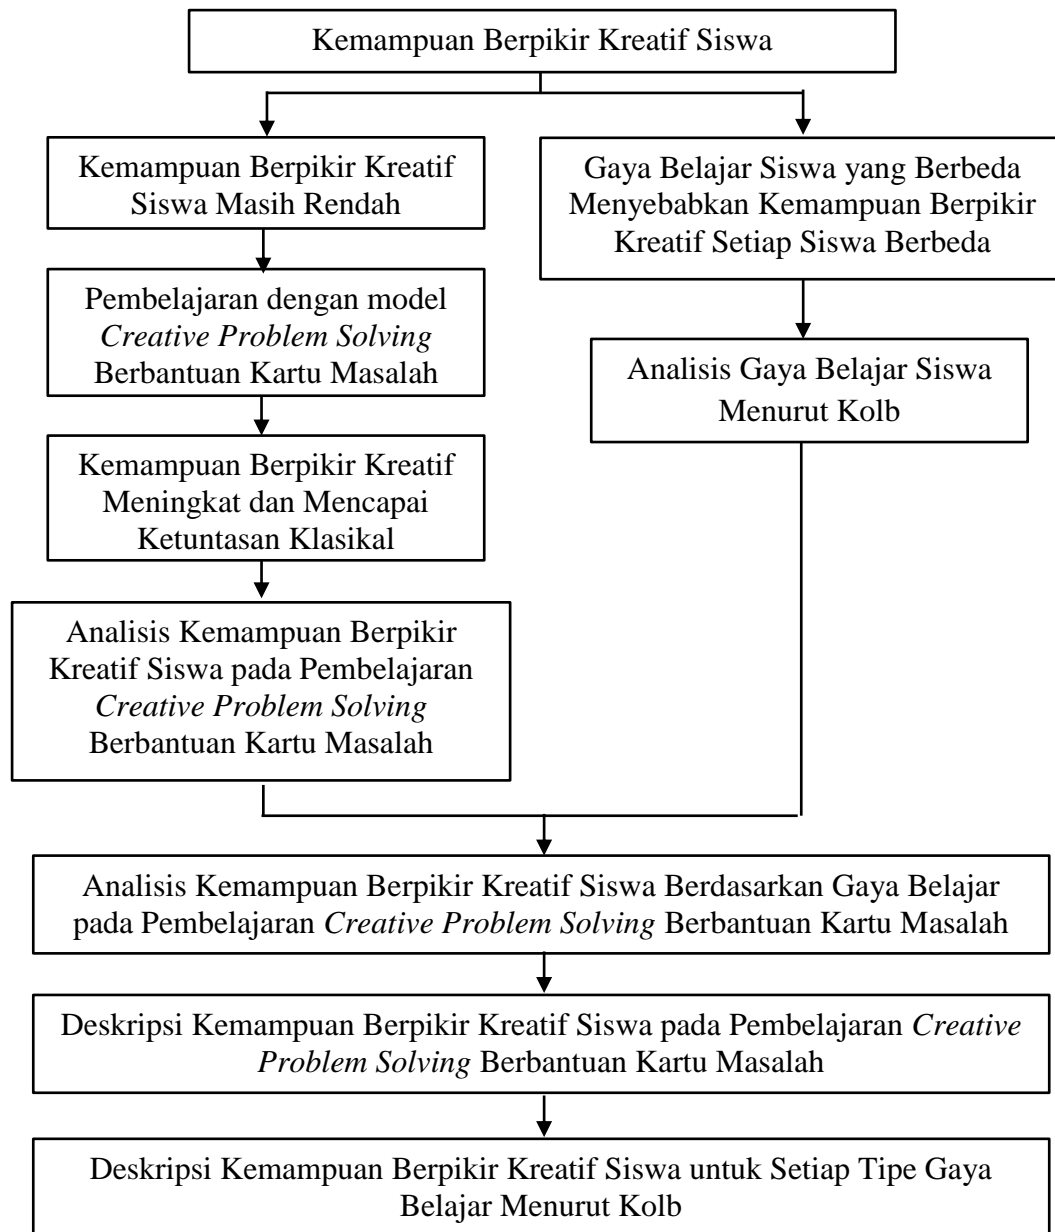 Kemampuan Berpikir Kreatif Siswa
Kemampuan Berpikir Kreatif
Siswa Masih Rendah
Gaya Belajar Siswa yang Berbeda
Menyebabkan Kemampuan Berpikir
Kreatif Setiap Siswa Berbeda
Pembelajaran dengan model
Creative Problem Solving
Berbantuan Kartu Masalah
Analisis Gaya Belajar Siswa
Menurut Kolb
Kemampuan Berpikir Kreatif
Meningkat dan Mencapai
Ketuntasan Klasikal
Analisis Kemampuan Berpikir
Kreatif Siswa pada Pembelajaran
Creative Problem Solving
Berbantuan Kartu Masalah
Analisis Kemampuan Berpikir Kreatif Siswa Berdasarkan Gaya Belajar
pada Pembelajaran Creative Problem Solving Berbantuan Kartu Masalah
Deskripsi Kemampuan Berpikir Kreatif Siswa pada Pembelajaran Creative
Problem Solving Berbantuan Kartu Masalah
Deskripsi Kemampuan Berpikir Kreatif Siswa untuk Setiap Tipe Gaya
Belajar Menurut Kolb